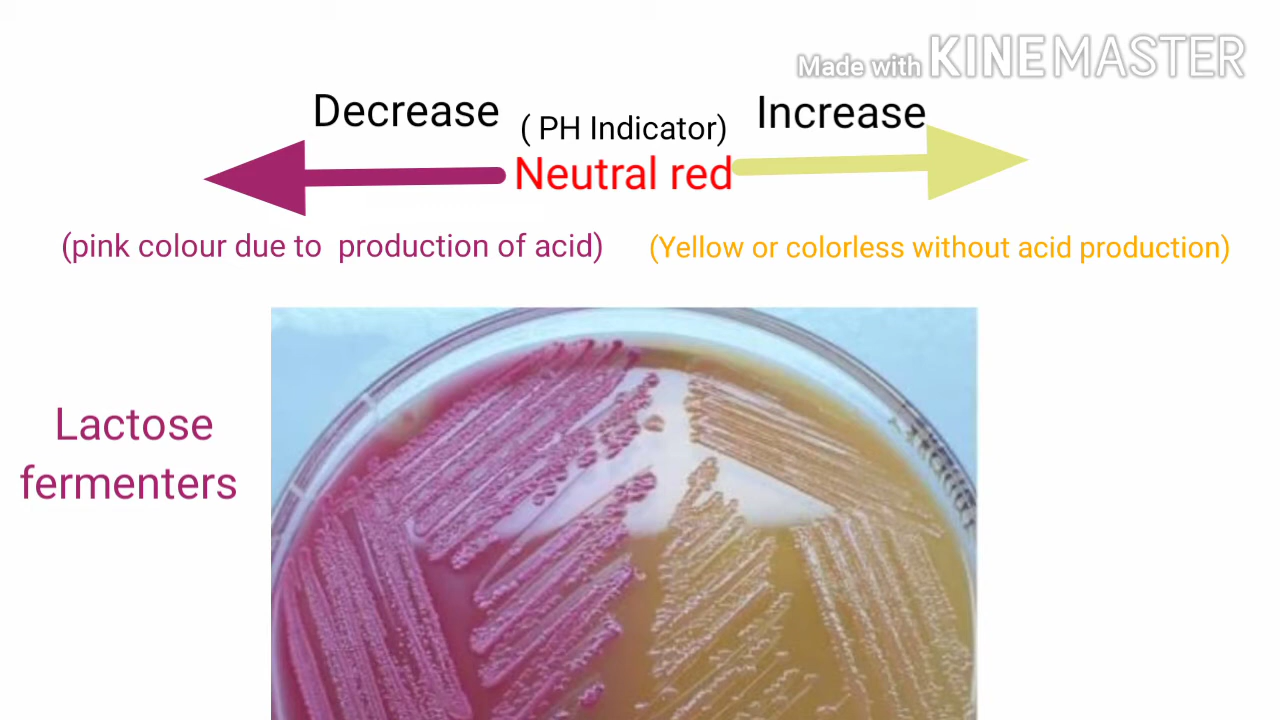 Made with KINEMASTER
Decrease
( PH Indicator)
Increase
Neutral red
(pink colour due to production of acid)
(Yellow or colorless without acid production)
Lactose
fermenters